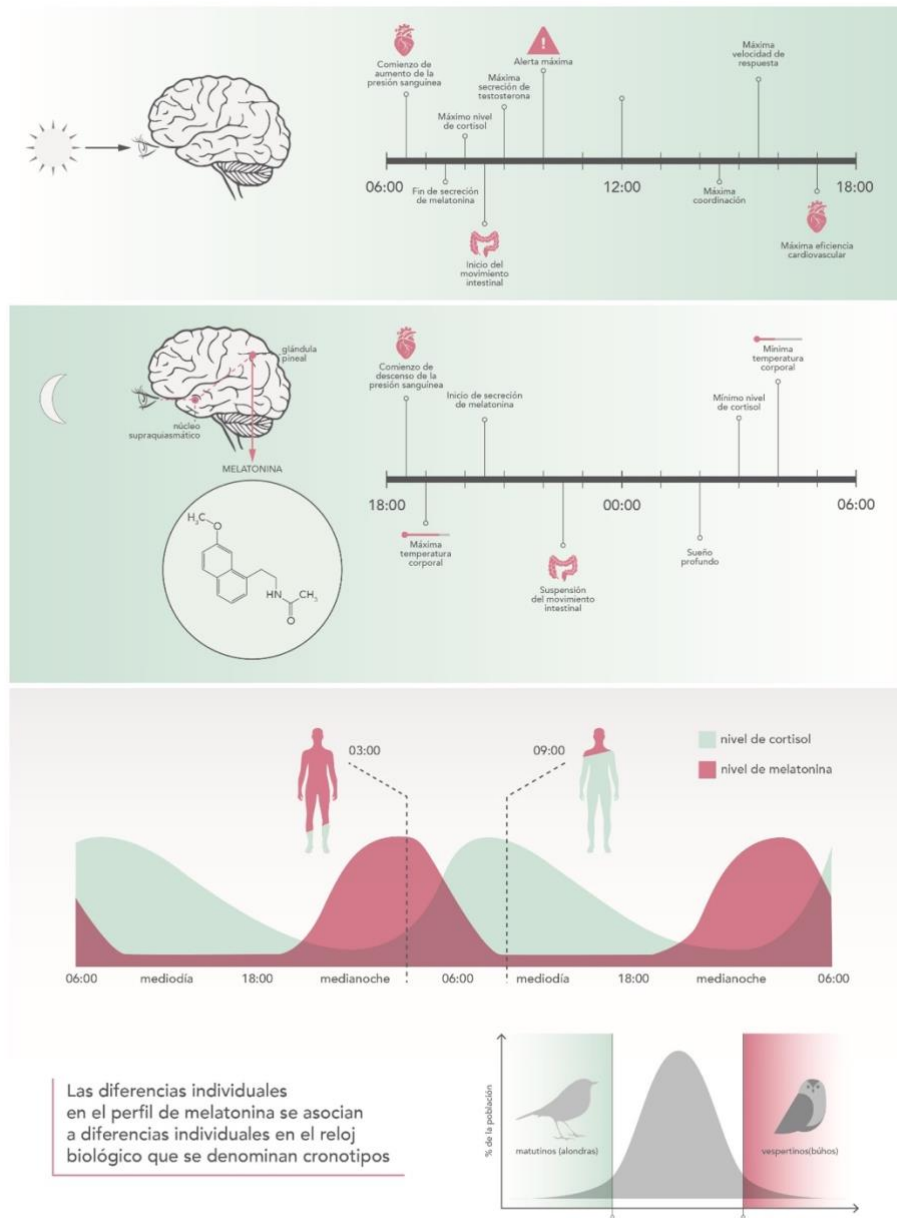 Comienzo de
aumento de la
presión sanguínea
Máximo nivel
de cortisol
Máxima
secreción de
testosterona
!
Alerta máxima
Máxima
velocidad de
respuesta
06:00
12:00
18:00
Fin de secreción
de melatonina
Inicio del
movimiento
intestinal
Máxima
coordinación
Máxima eficiencia
cardiovascular
glándula
pineal
núcleo
supraquiasmático
MELATONINA
H₃C
O
HN
CH₃
O
Comienzo de
descenso de la
presión sanguínea
Inicio de secreción
de melatonina
Mínimo nivel
de cortisol
Mínima
temperatura
corporal
18:00
00:00
06:00
Máxima
temperatura
corporal
Suspensión
del movimiento
intestinal
Sueño
profundo
03:00
09:00
nivel de cortisol
nivel de melatonina
06:00
mediodía
18:00
medianoche
06:00
mediodía
18:00
medianoche
06:00
Las diferencias individuales
en el perfil de melatonina se asocian
a diferencias individuales en el reloj
biológico que se denominan cronotipos
% de la población
matutinos (alondras)
vespertinos(búhos)